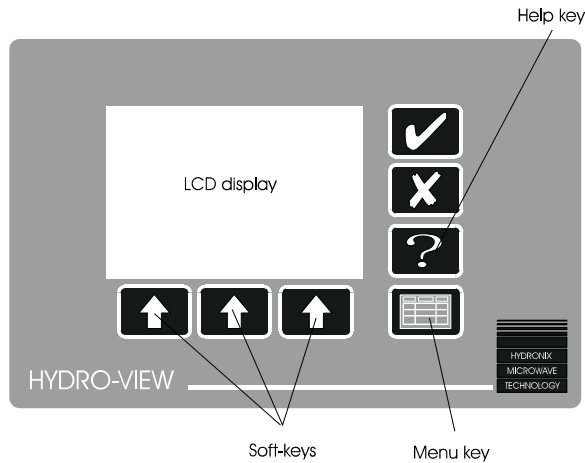 Help key
LCD display
?
HYDRO-VIEW
HYDRONIX
MICROWAVE
TECHNOLOGY
Soft-keys
Menu key